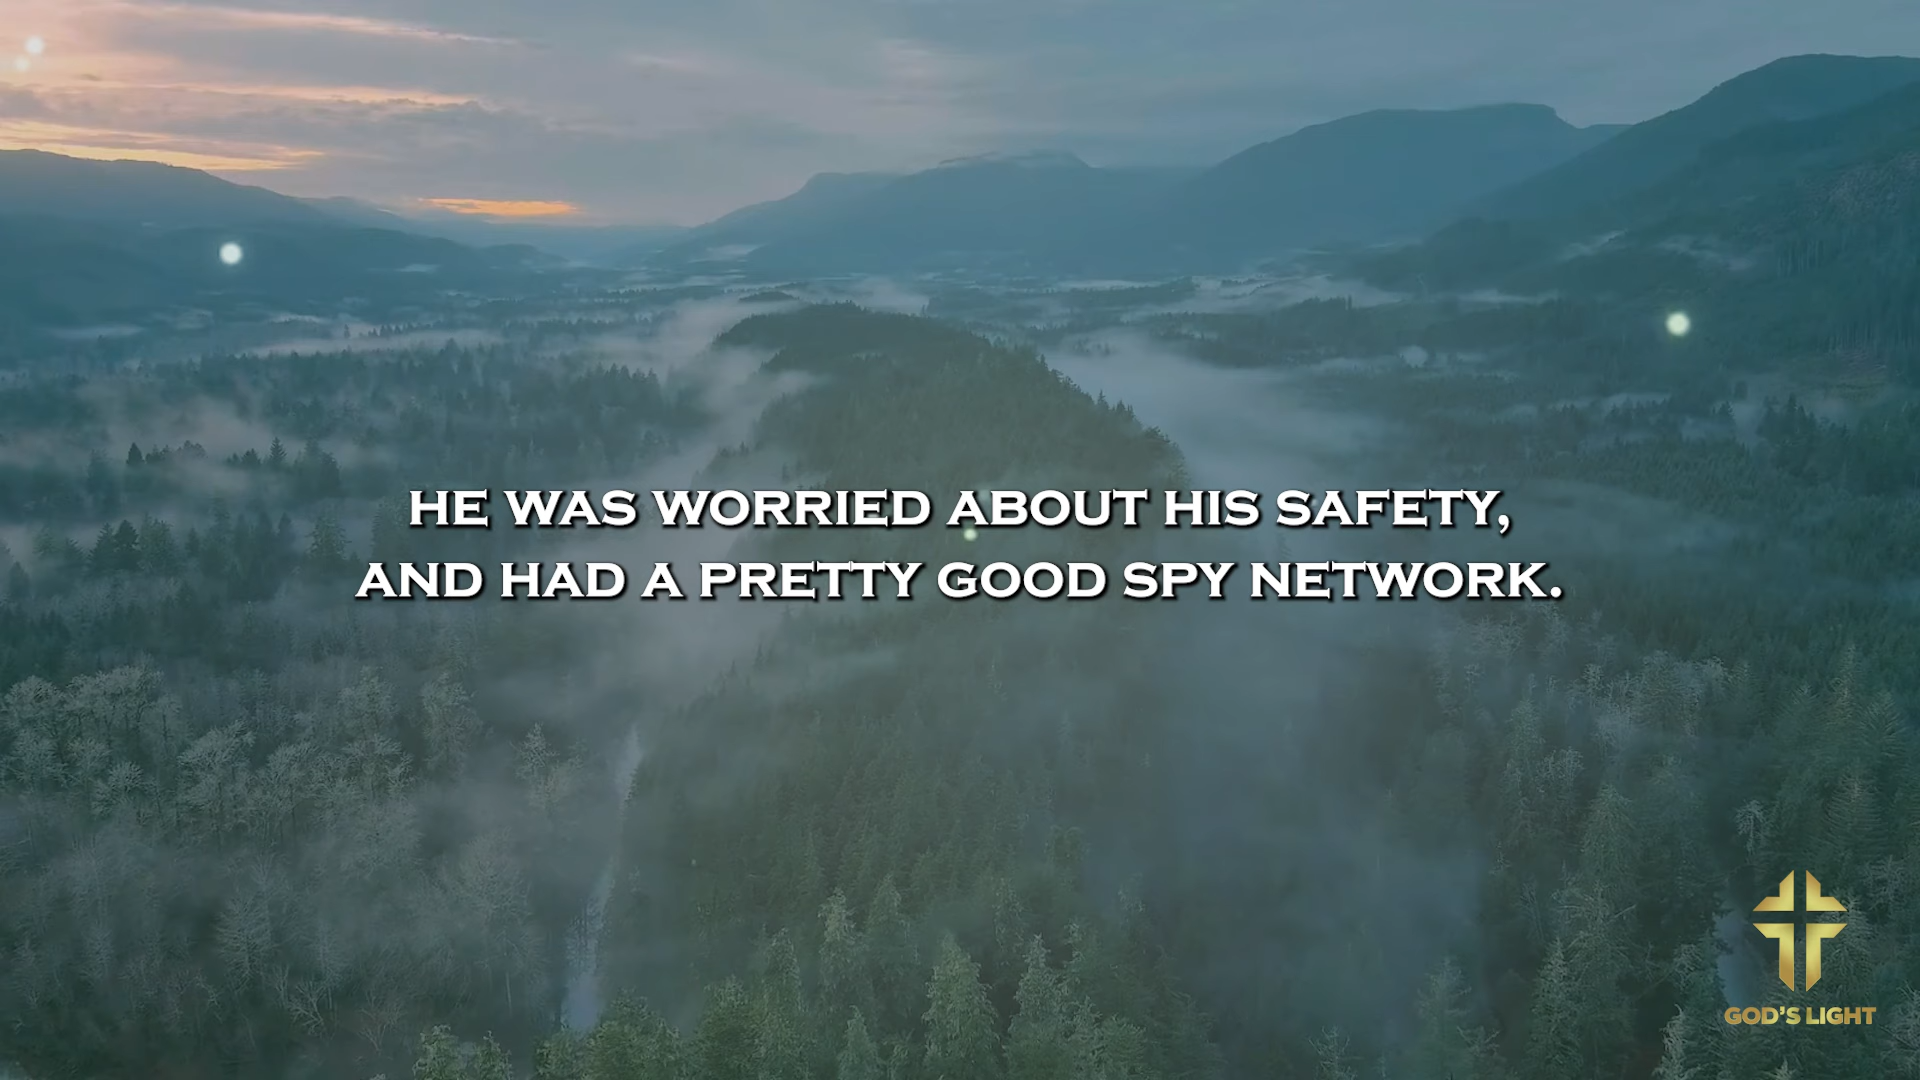 HE WAS WORRIED ABOUT HIS SAFETY,
AND HAD A PRETTY GOOD SPY NETWORK.
GOD'S LIGHT